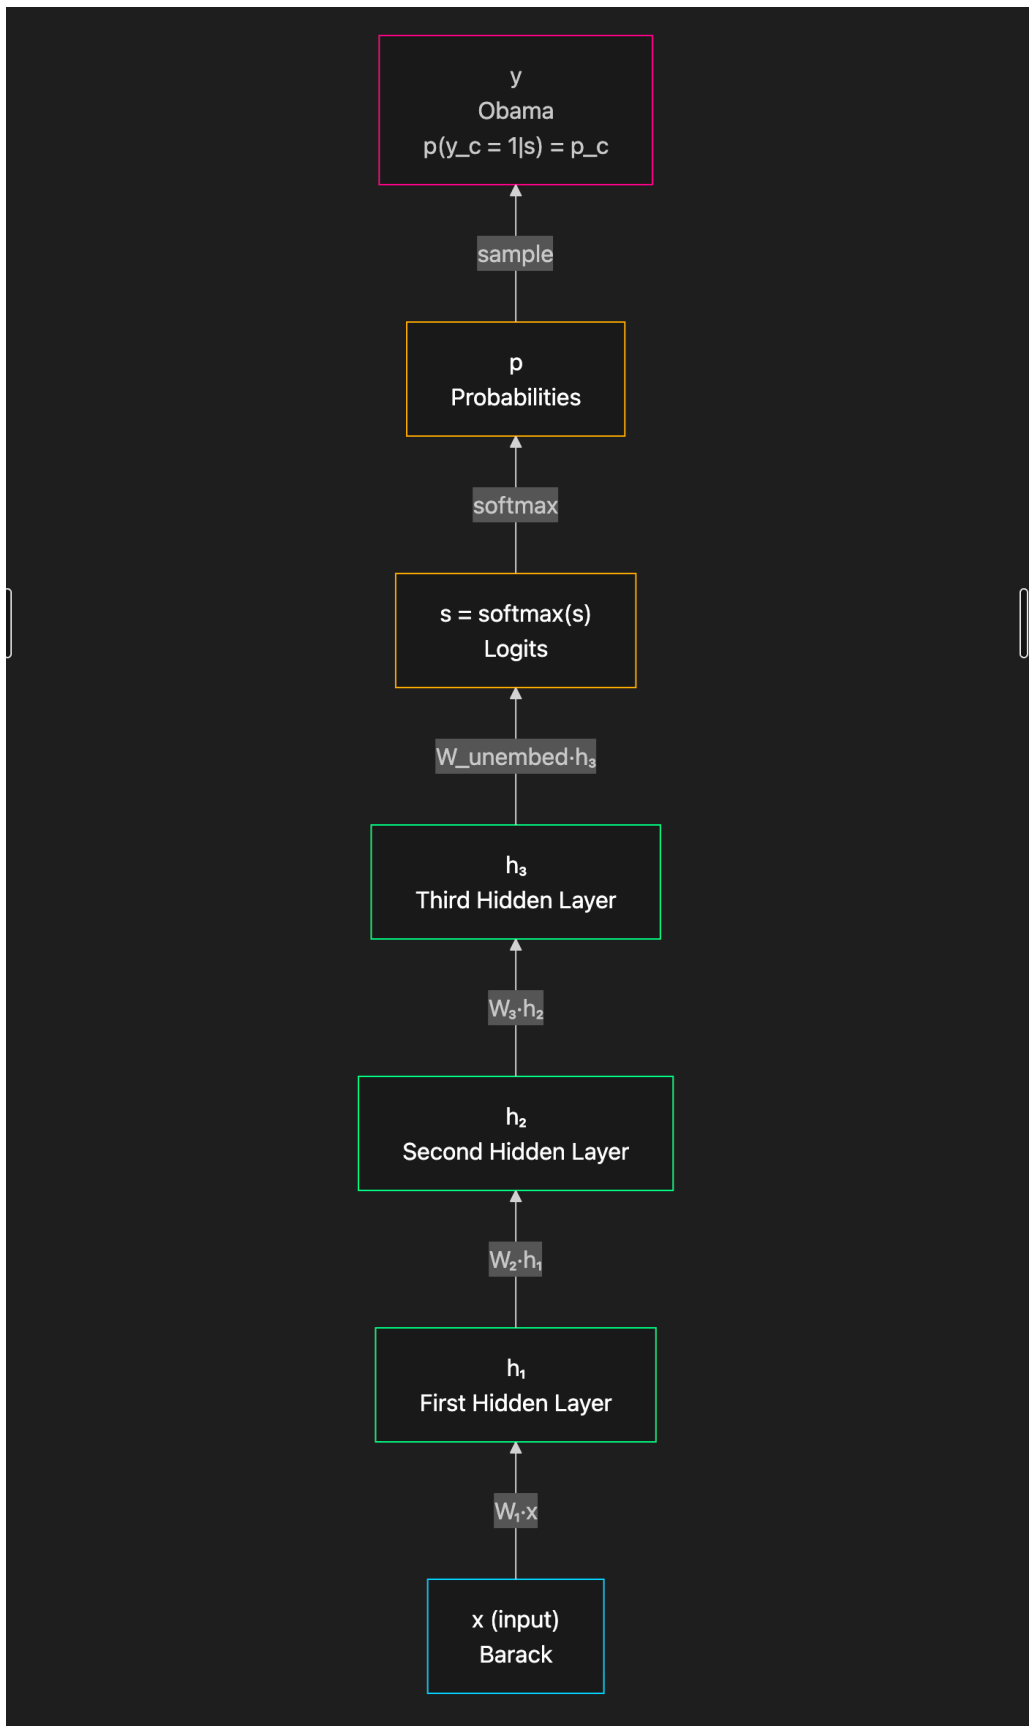 y
Obama
p(y_c = 1|s) = p_c
sample
p
Probabilities
softmax
s = softmax(s)
Logits
W_unembed·h₃
h₃
Third Hidden Layer
W₃·h₂
h₂
Second Hidden Layer
W₂·h₁
h₁
First Hidden Layer
W₁·x
x (input)
Barack